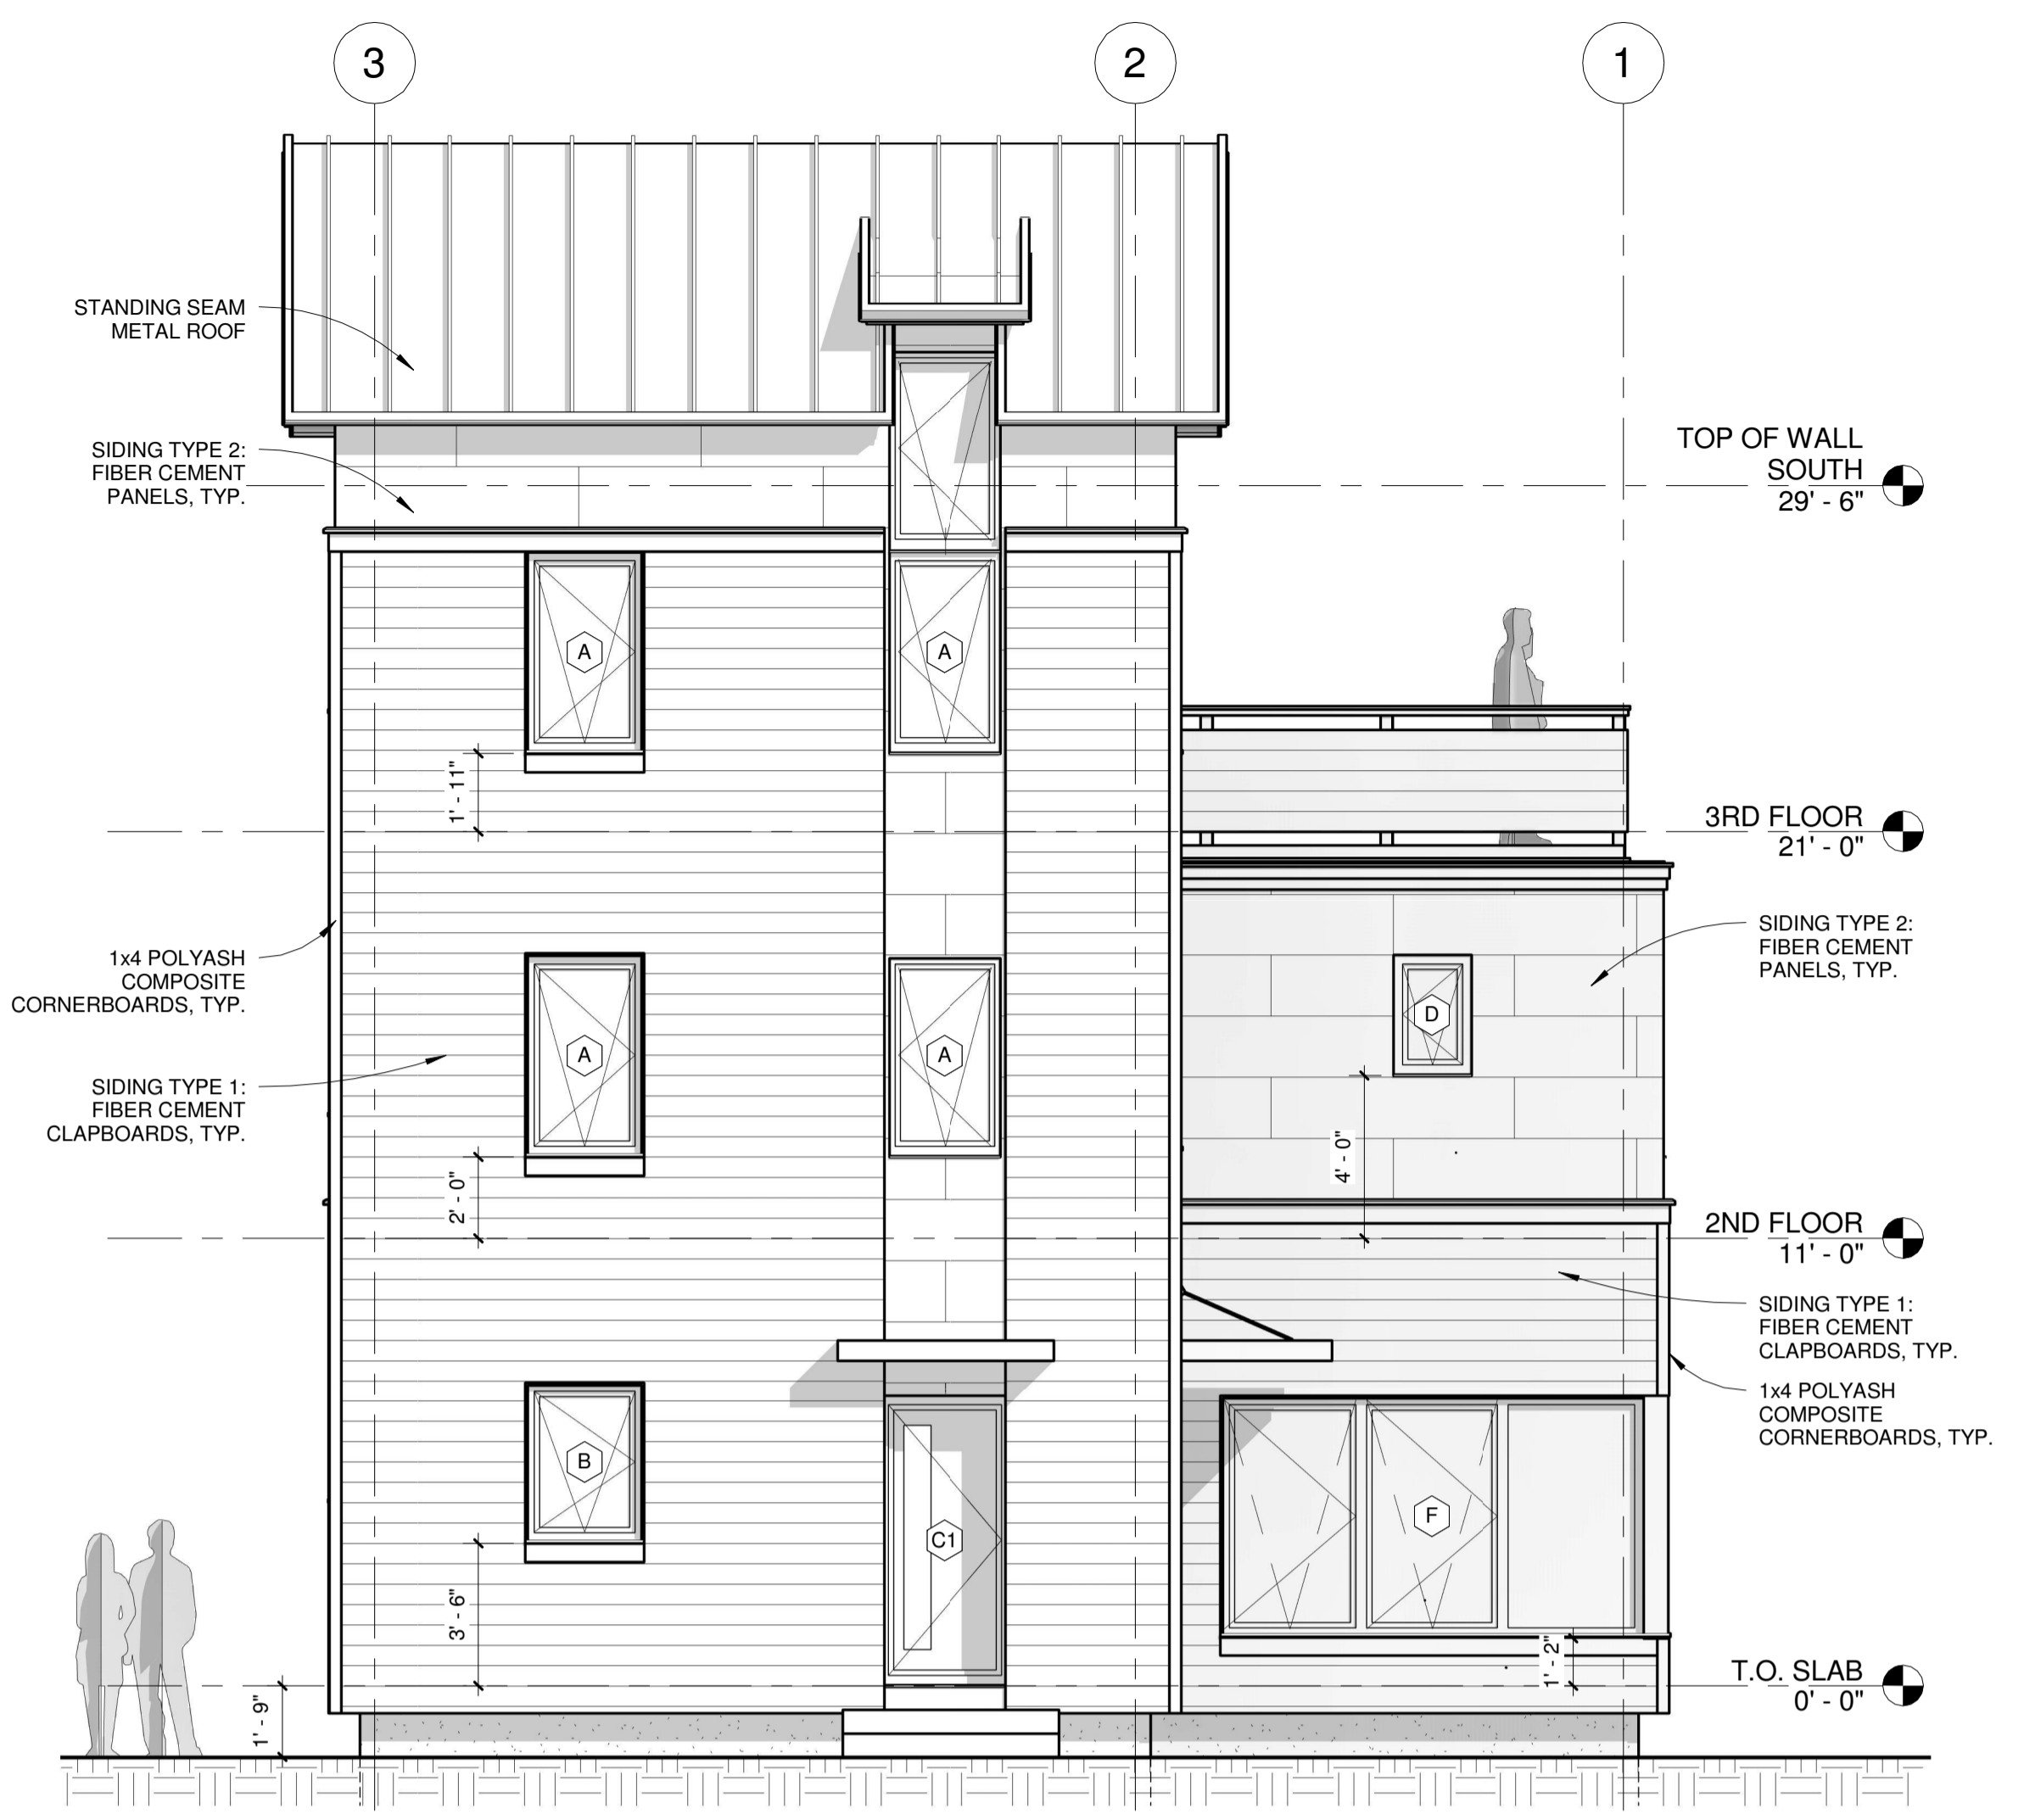 3
2
1
STANDING SEAM
METAL ROOF
SIDING TYPE 2:
FIBER CEMENT
PANELS, TYP.
TOP OF WALL
SOUTH
29' - 6"
A
A
1' - 11"
3RD FLOOR
21' - 0"
1x4 POLYASH
COMPOSITE
CORNERBOARDS, TYP.
SIDING TYPE 2:
FIBER CEMENT
PANELS, TYP.
D
A
A
SIDING TYPE 1:
FIBER CEMENT
CLAPBOARDS, TYP.
4' - 0"
2' - 0"
2ND FLOOR
11' - 0"
SIDING TYPE 1:
FIBER CEMENT
CLAPBOARDS, TYP.
1x4 POLYASH
COMPOSITE
CORNERBOARDS, TYP.
B
F
C1
3' - 6"
1' - 2"
T.O. SLAB
0' - 0"
1' - 9"